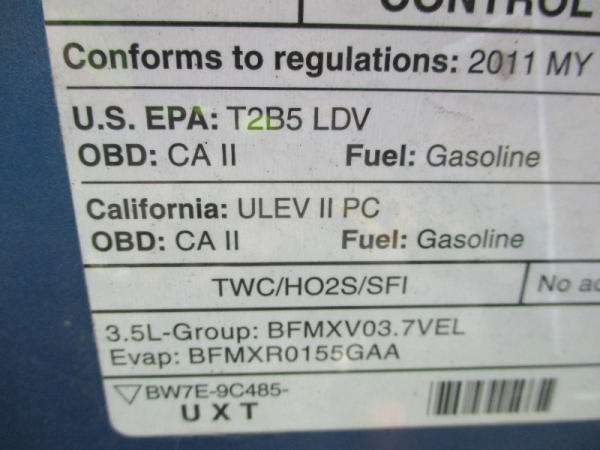 CONTROL
Conforms to regulations: 2011 MY
U.S. EPA: T2B5 LDV
OBD: CA II Fuel: Gasoline
California: ULEV II PC
OBD: CA II Fuel: Gasoline
TWC/HO2S/SFI No
3.5L-Group: BFMXV03.7VEL
Evap: BFMXR0155GAA
BW7E-9C485-
UXT